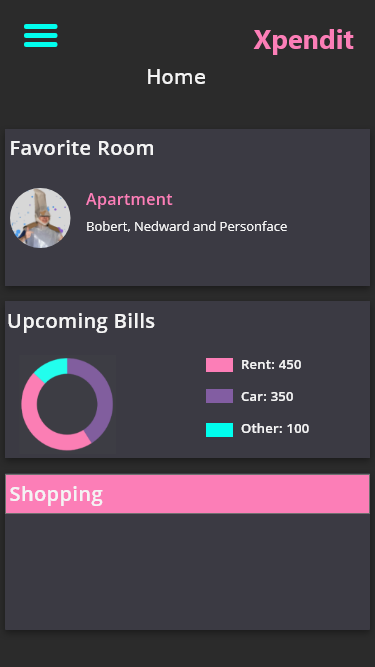 Xpendit
Home
Favorite Room
Apartment
Bobert, Nedward and Personface
Upcoming Bills
Rent: 450
Car: 350
Other: 100
Shopping